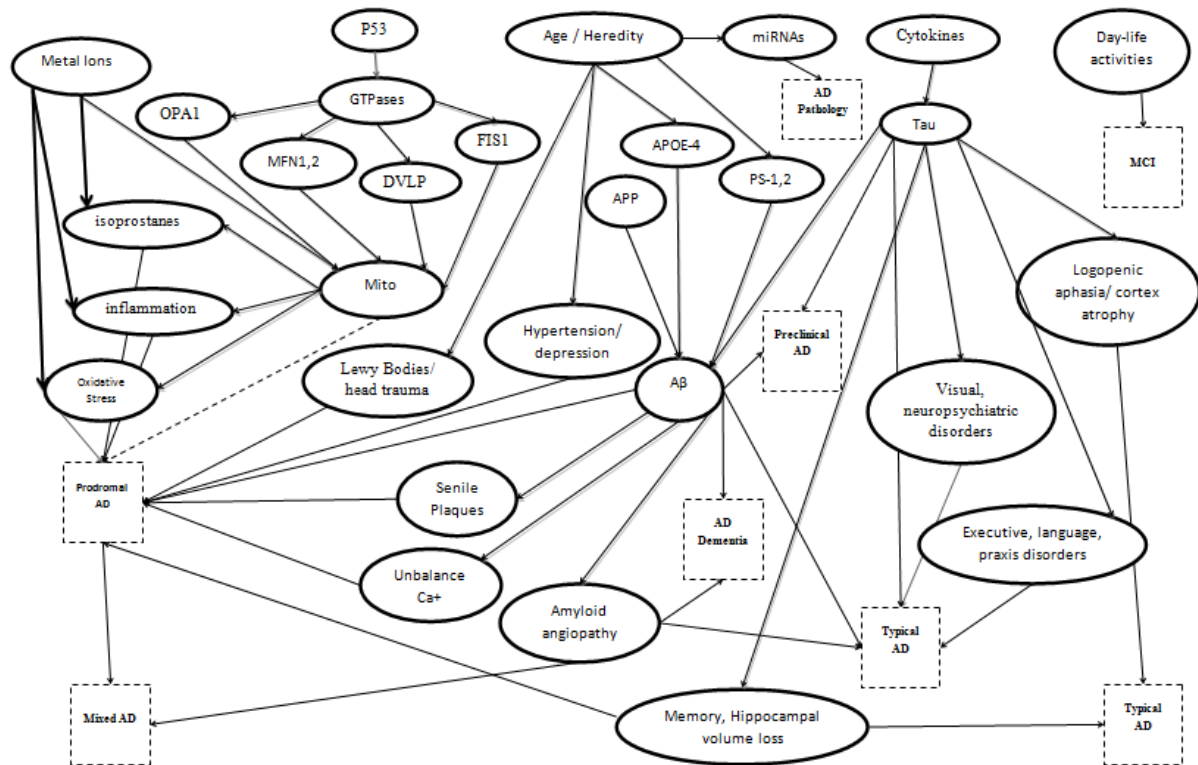 P53
Age / Heredity
miRNAs
Cytokines
Day-life
activities
Metal Ions
OPA1
GTPases
FIS1
AD
Pathology
Tau
MCI
MFN1,2
DVLP
APOE-4
PS-1,2
APP
isoprostanes
Mito
inflammation
Logopenic
aphasia/ cortex
atrophy
Hypertension/
depression
Preclinical
AD
Oxidative
Stress
Lewy Bodies/
head trauma
Aβ
Visual,
neuropsychiatric
disorders
Prodromal
AD
Senile
Plaques
AD
Dementia
Executive, language,
praxis disorders
Unbalance
Ca+
Amyloid
angiopathy
Typical
AD
Mixed AD
Memory, Hippocampal
volume loss
Typical
AD